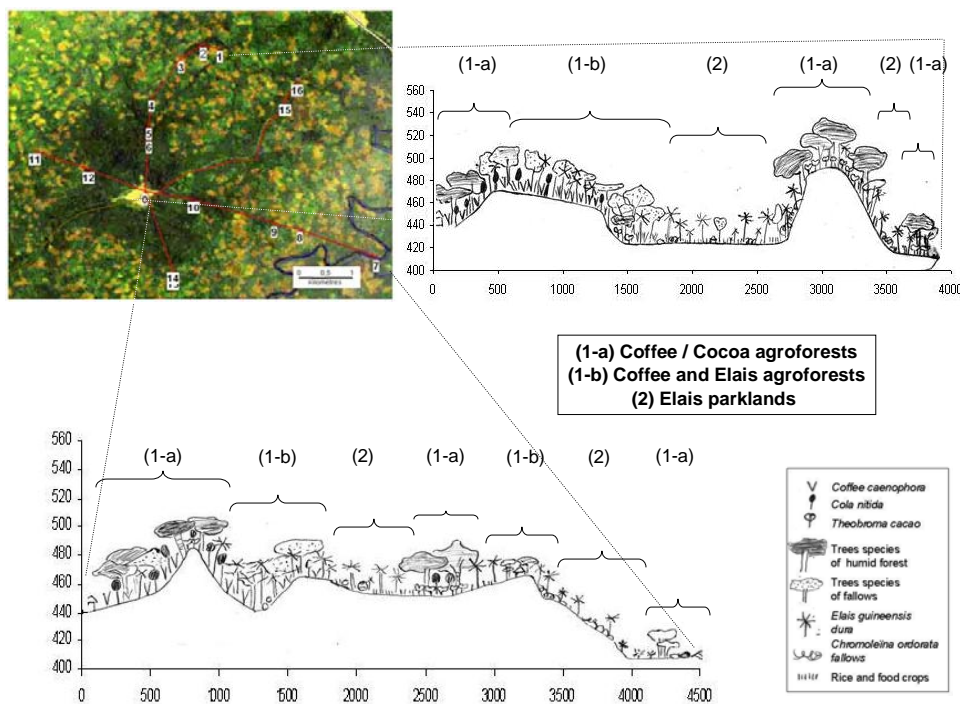 1
2
3
4
5
6
16
15
11
12
10
9
8
7
14
0 0.5 1
kilometres
(1-a) (1-b) (2) (1-a) (2) (1-a)
560
540
520
500
480
460
440
420
400
0 500 1000 1500 2000 2500 3000 3500 4000
(1-a) Coffee / Cocoa agroforests
(1-b) Coffee and Elais agroforests
(2) Elais parklands
(1-a) (1-b) (2) (1-a) (1-b) (2) (1-a)
560
540
520
500
480
460
440
420
400
0 500 1000 1500 2000 2500 3000 3500 4000 4500
Coffee caenophora
Cola nitida
Theobroma cacao
Trees species
of humid forest
Trees species
of fallows
Elais guineensis
dura
Chromoleïna ordorata
fallows
Rice and food crops